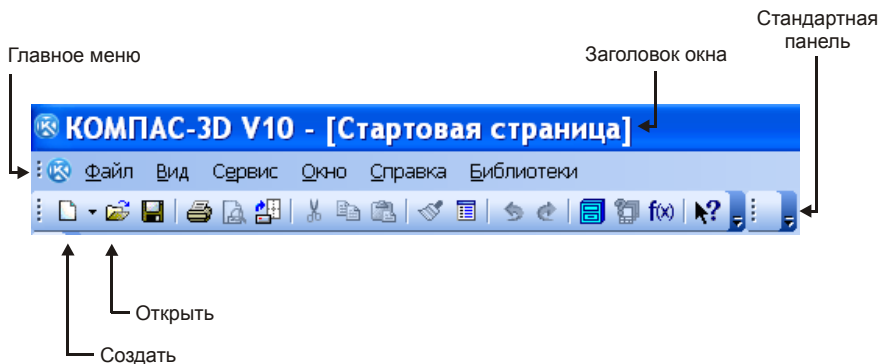 Стандартная
панель
Главное меню
Заголовок окна
КОМПАС-3D V10 - [Стартовая страница]
Файл Вид Сервис Окно Справка Библиотеки
f(x) ?
Открыть
Создать